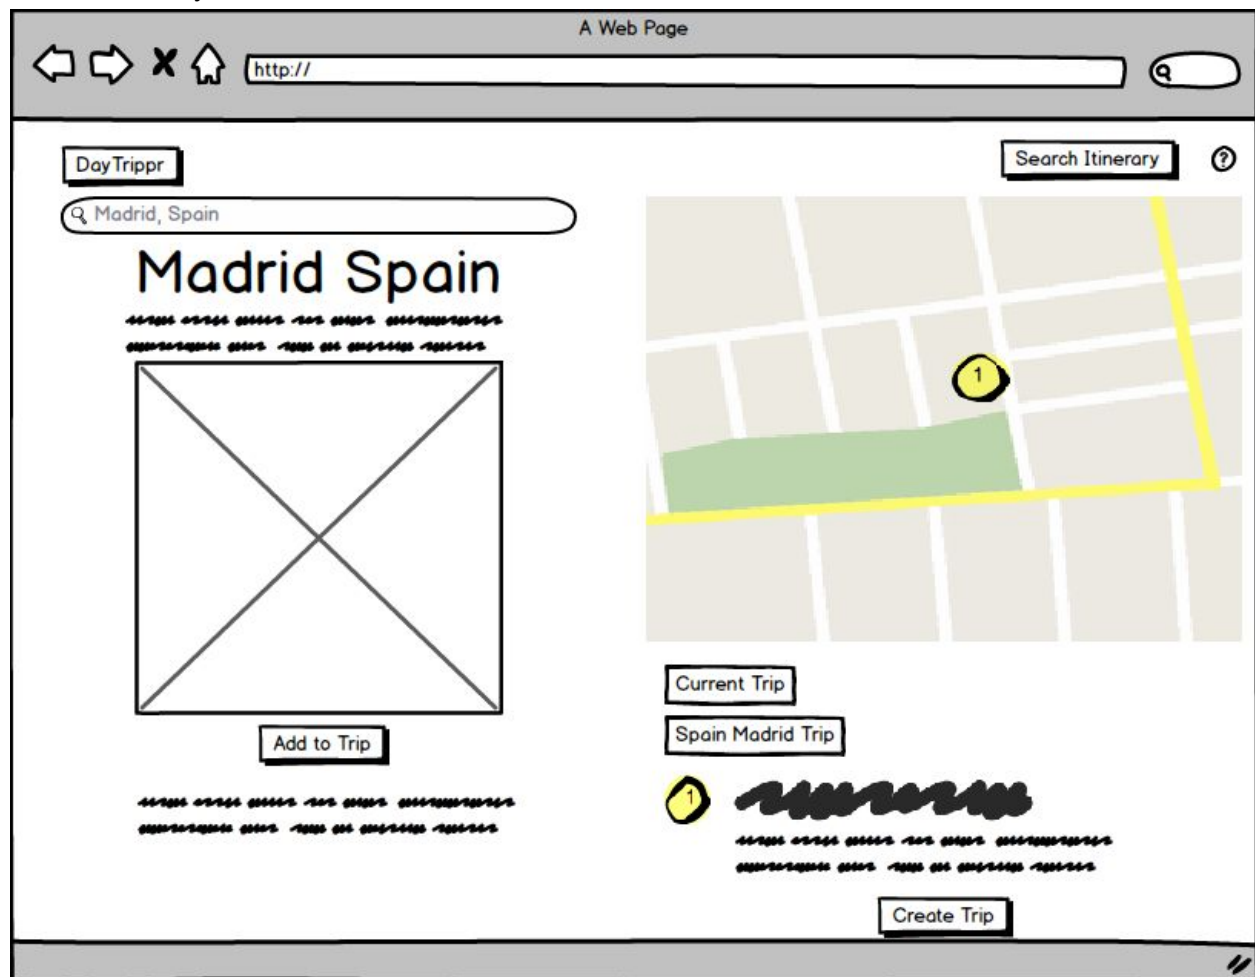 A Web Page
http://
DayTrippr
Search Itinerary
?
Madrid, Spain
Madrid Spain
1
Add to Trip
Current Trip
Spain Madrid Trip
1
Create Trip